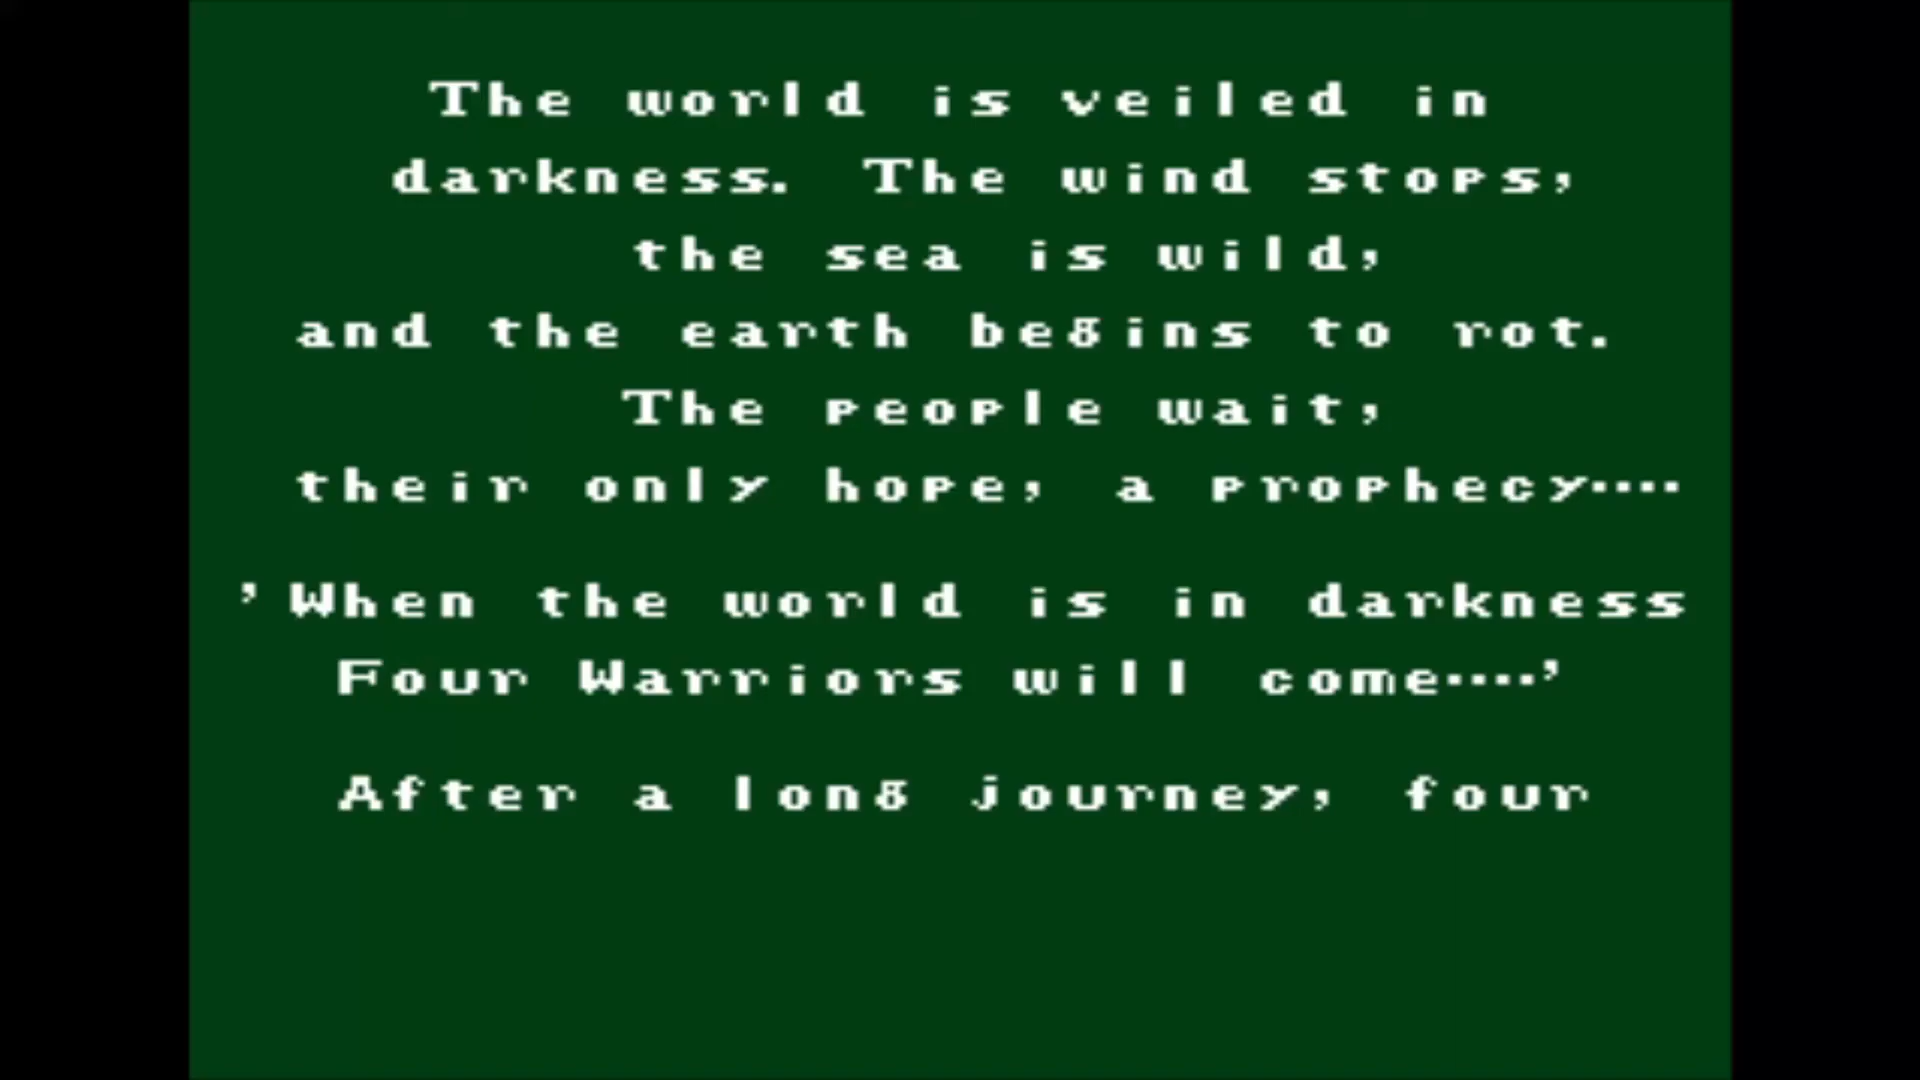 The world is veiled in
darkness. The wind stops,
the sea is wild,
and the earth begins to rot.
The people wait,
their only hope, a prophecy....
'When the world is in darkness
Four Warriors will come....'
After a long journey, four